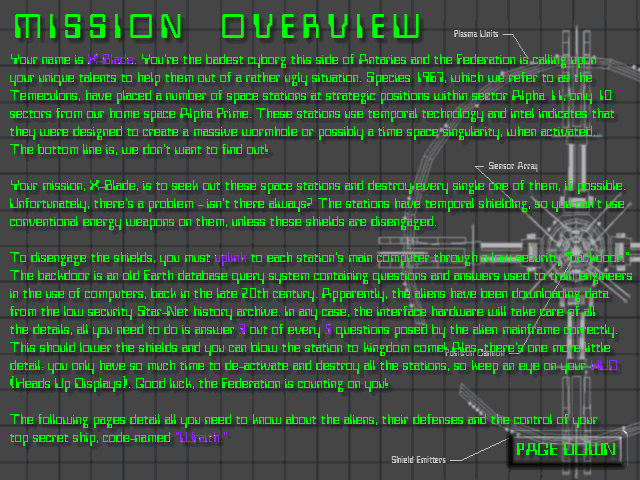 MISSION OVERVIEW
Plasma Units
Your name is X-Blade. You're the badest cyborg this side of Antaries and the Federation is calling upon
your unique talents to help them out of a rather ugly situation. Species 1967, which we refer to as the
Temeculons, have placed a number of space stations at strategic positions within sector Alpha 11, only 10
sectors from our home space Alpha Prime. These stations use temporal technology and intel indicates that
they were designed to create a massive wormhole or possibly a time space singularity, when activated.
The bottom line is, we don't want to find out!
Sensor Array
Your mission, X-Blade, is to seek out these space stations and destroy every single one of them, if possible.
Unfortunately, there's a problem - isn't there always? The stations have temporal shielding, so you can't use
conventional energy weapons on them, unless these shields are disengaged.
To disengage the shields, you must uplink to each station's main computer through a low security "backdoor."
The backdoor is an old Earth database query system containing questions and answers used to train engineers
in the use of computers, back in the late 20th century. Apparently, the aliens have been downloading data
from the low security Star-Net history archive. In any case, the interface hardware will take care of all
the details, all you need to do is answer out of every questions posed by the alien mainframe correctly.
This should lower the shields and you can blow the station to kingdom come! Alas, there's one more little
detail, you only have so much time to de-activate and destroy all the stations, so keep an eye on your HUD
(Heads Up Displays). Good luck, the Federation is counting on you!
The following pages detail all you need to know about the aliens, their defenses and the control of your
top secret ship, code-named "Wraith."
PAGE DOWN
Shield Emitters